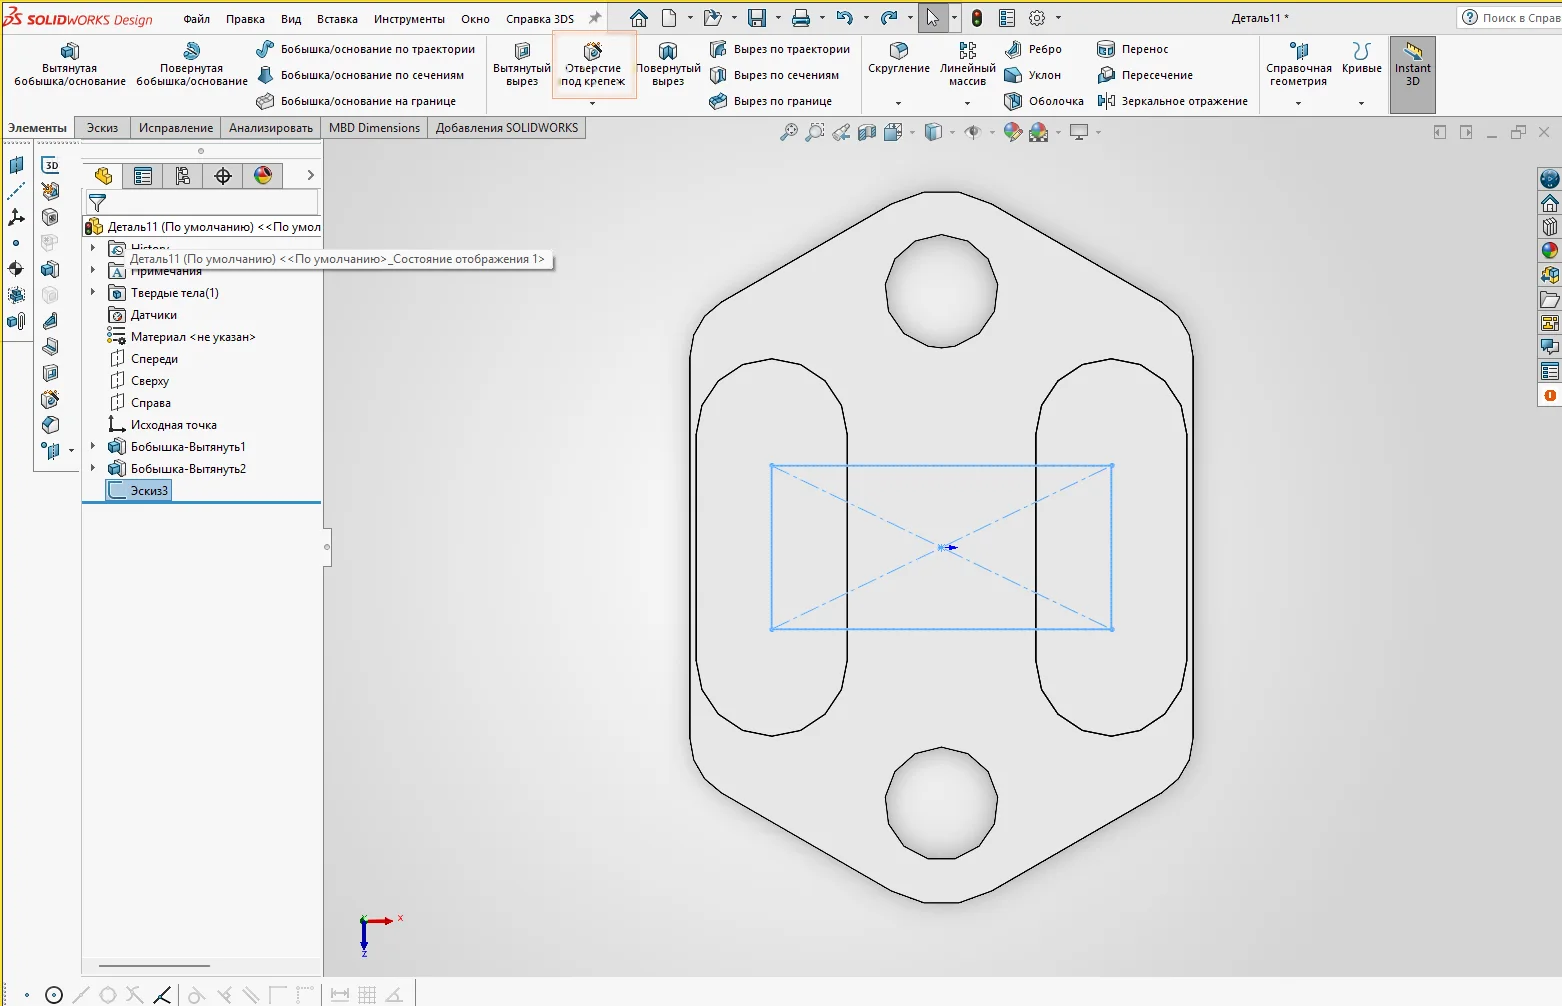 SOLIDWORKS Design
Файл Правка Вид Вставка Инструменты Окно Справка 3DS
Деталь11 *
? Поиск в Справ
Вытянутая бобышка/основание
Повернутая бобышка/основание
Бобышка/основание по траектории
Бобышка/основание по сечениям
Бобышка/основание на границе
Вытянутый вырез
Отверстие под крепеж
Повернутый вырез
Вырез по траектории
Вырез по сечениям
Вырез по границе
Скругление
Линейный массив
Ребро
Уклон
Оболочка
Перенос
Пересечение
Зеркальное отражение
Справочная геометрия
Кривые
Instant 3D
Элементы Эскиз Исправление Анализировать MBD Dimensions Добавления SOLIDWORKS
3D
Деталь11 (По умолчанию) <<По умол
History
Деталь11 (По умолчанию) <<По умолчанию>_Состояние отображения 1>
Примечания
Твердые тела(1)
Датчики
Материал <не указан>
Спереди
Сверху
Справа
Исходная точка
Бобышка-Вытянуть1
Бобышка-Вытянуть2
Эскиз3
X
Z